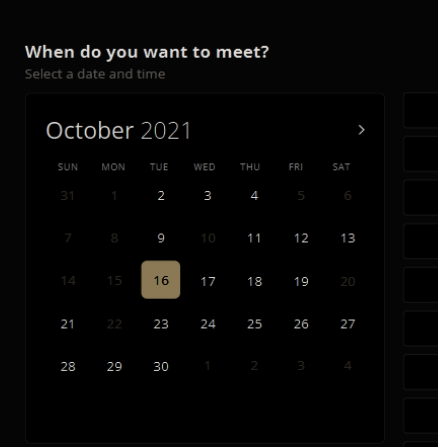 When do you want to meet?
Select a date and time
October 2021
SUN MON TUE WED THU FRI SAT
31 1 2 3 4 5 6
7 8 9 10 11 12 13
14 15 16 17 18 19 20
21 22 23 24 25 26 27
28 29 30 1 2 3 4